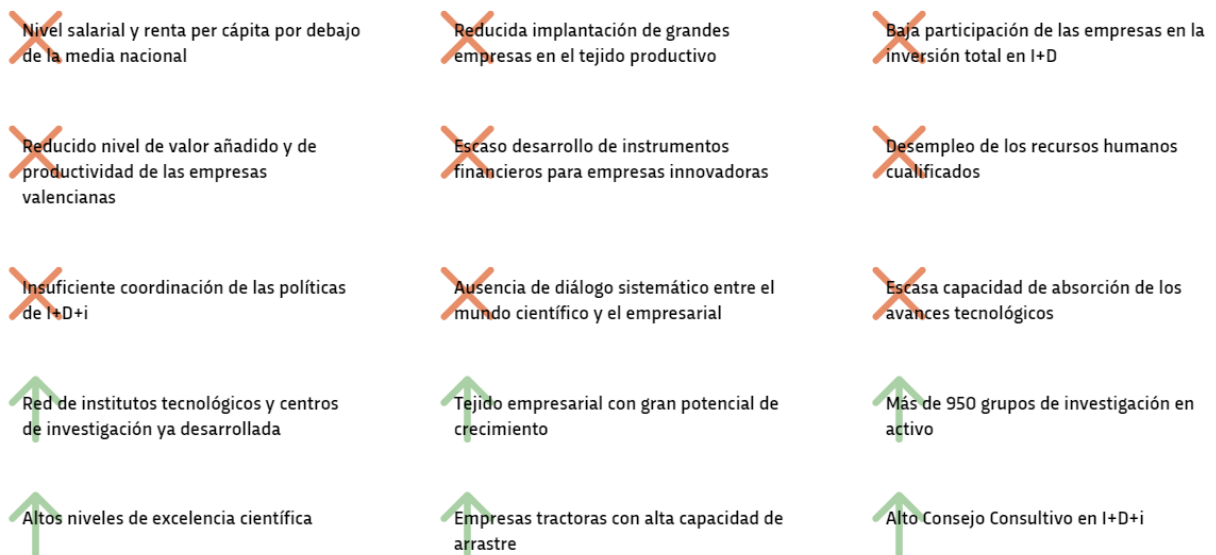 Nivel salarial y renta per cápita por debajo
de la media nacional
Reducida implantación de grandes
empresas en el tejido productivo
Baja participación de las empresas en la
inversión total en I+D
Reducido nivel de valor añadido y de
productividad de las empresas
valencianas
Escaso desarrollo de instrumentos
financieros para empresas innovadoras
Desempleo de los recursos humanos
cualificados
Insuficiente coordinación de las políticas
de I+D+i
Ausencia de diálogo sistemático entre el
mundo científico y el empresarial
Escasa capacidad de absorción de los
avances tecnológicos
Red de institutos tecnológicos y centros
de investigación ya desarrollada
Tejido empresarial con gran potencial de
crecimiento
Más de 950 grupos de investigación en
activo
Altos niveles de excelencia científica
Empresas tractoras con alta capacidad de
arrastre
Alto Consejo Consultivo en I+D+i